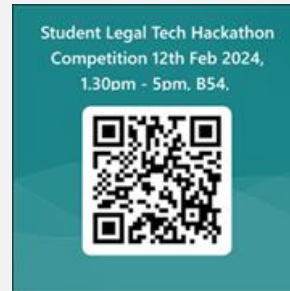 Student Legal Tech Hackathon
Competition 12th Feb 2024,
1.30pm - 5pm, B54.